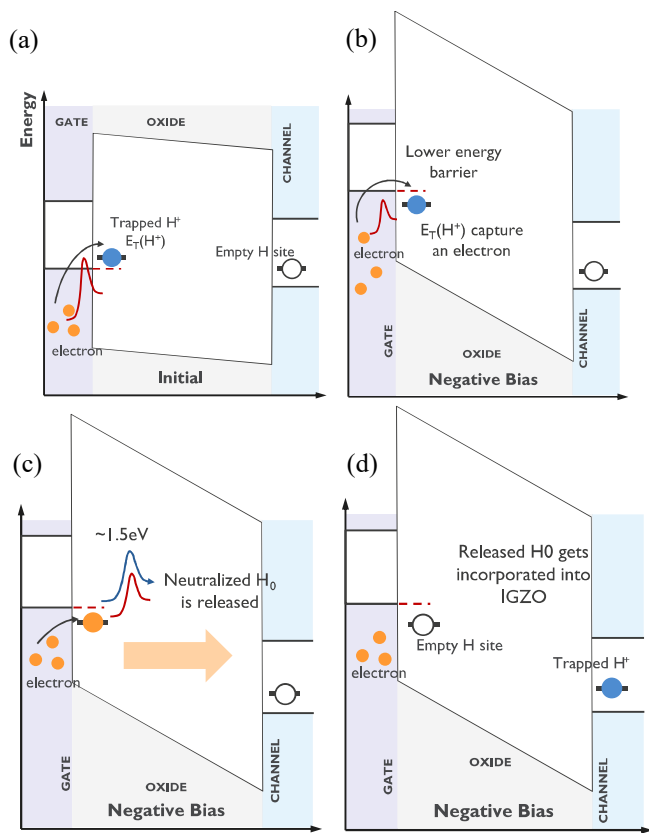 (a)
Energy
GATE
OXIDE
CHANNEL
Trapped H⁺
E_T(H⁺)
Empty H site
electron
Initial
(b)
Lower energy
barrier
E_T(H⁺) capture
an electron
electron
GATE
OXIDE
CHANNEL
Negative Bias
(c)
~1.5eV
Neutralized H₀
is released
electron
GATE
OXIDE
CHANNEL
Negative Bias
(d)
Released H0 gets
incorporated into
IGZO
Empty H site
Trapped H⁺
electron
GATE
OXIDE
CHANNEL
Negative Bias